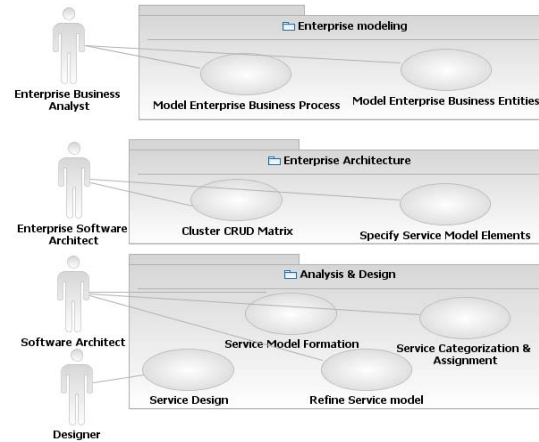 Enterprise modeling
Enterprise Business
Analyst
Model Enterprise Business Process
Model Enterprise Business Entities
Enterprise Architecture
Enterprise Software
Architect
Cluster CRUD Matrix
Specify Service Model Elements
Analysis & Design
Software Architect
Service Model Formation
Service Categorization &
Assignment
Designer
Service Design
Refine Service model